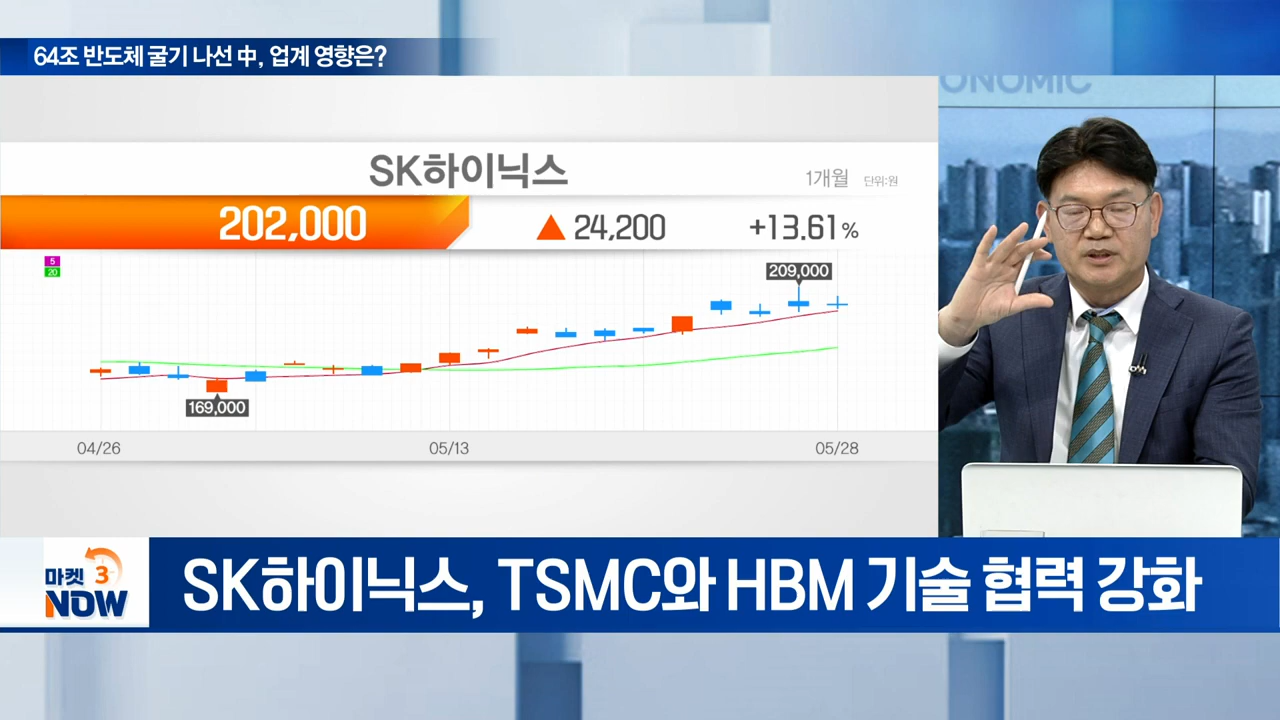 64조 반도체 굴기 나선 中, 업계 영향은?
ONOMIC
SK하이닉스
1개월 단위:원
202,000 ▲ 24,200 +13.61%
5
20
209,000
169,000
04/26 05/13 05/28
마켓 3
NOW
SK하이닉스, TSMC와 HBM 기술 협력 강화